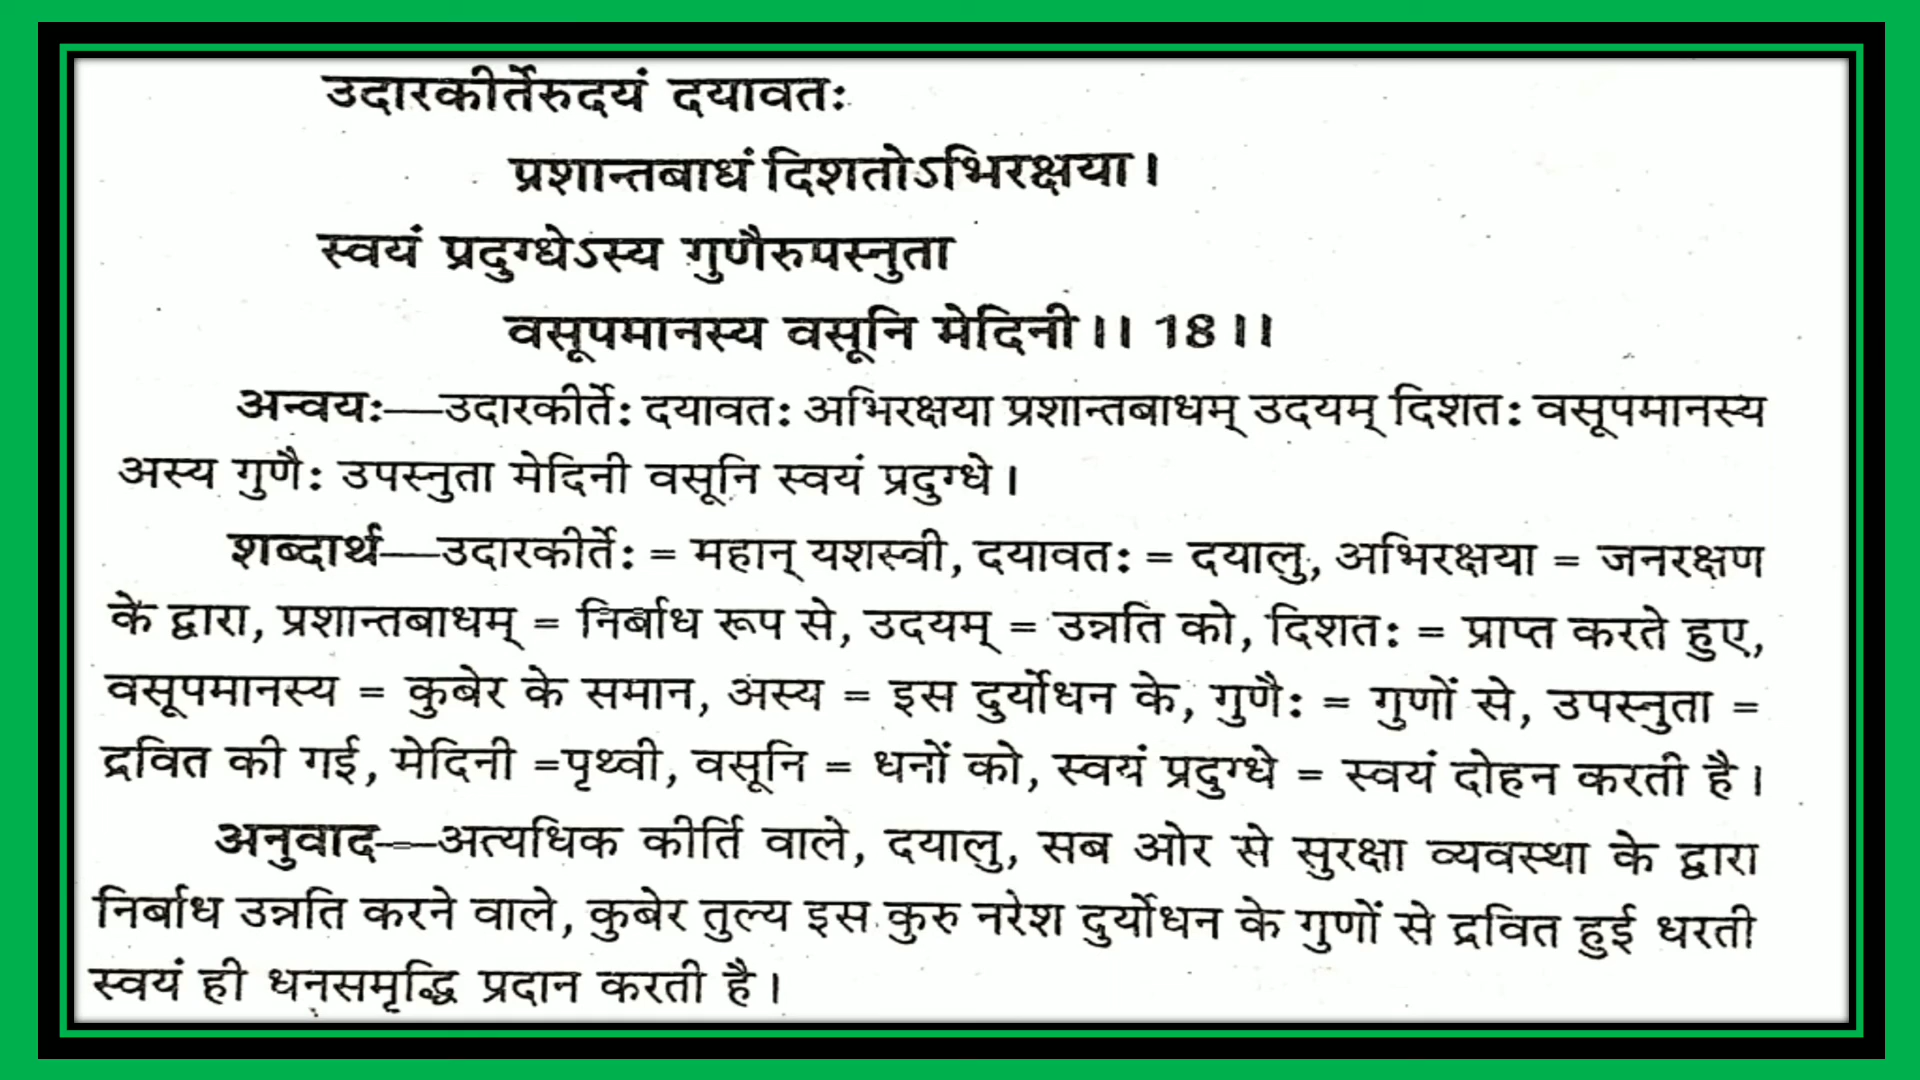 उदारकीर्तेरुदयं दयावतः
प्रशान्तबाधं दिशतोऽभिरक्षया।
स्वयं प्रदुग्धेऽस्य गुणैरुपस्नुता
वसूपमानस्य वसूनि मेदिनी।। 18।।
अन्वयः—उदारकीर्तेः दयावतः अभिरक्षया प्रशान्तबाधम् उदयम् दिशतः वसूपमानस्य
अस्य गुणैः उपस्नुता मेदिनी वसूनि स्वयं प्रदुग्धे।
शब्दार्थ—उदारकीर्तेः = महान् यशस्वी, दयावतः = दयालु, अभिरक्षया = जनरक्षण
के द्वारा, प्रशान्तबाधम् = निर्बाध रूप से, उदयम् = उन्नति को, दिशतः = प्राप्त करते हुए,
वसूपमानस्य = कुबेर के समान, अस्य = इस दुर्योधन के, गुणैः = गुणों से, उपस्नुता =
द्रवित की गई, मेदिनी =पृथ्वी, वसूनि = धनों को, स्वयं प्रदुग्धे = स्वयं दोहन करती है।
अनुवाद—अत्यधिक कीर्ति वाले, दयालु, सब ओर से सुरक्षा व्यवस्था के द्वारा
निर्बाध उन्नति करने वाले, कुबेर तुल्य इस कुरु नरेश दुर्योधन के गुणों से द्रवित हुई धरती
स्वयं ही धनसमृद्धि प्रदान करती है।